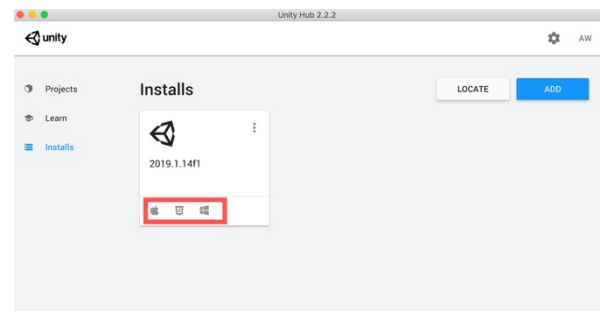 Unity Hub 2.2.2
unity
AW
Projects
Installs
LOCATE
ADD
Learn
Installs
2019.1.14f1